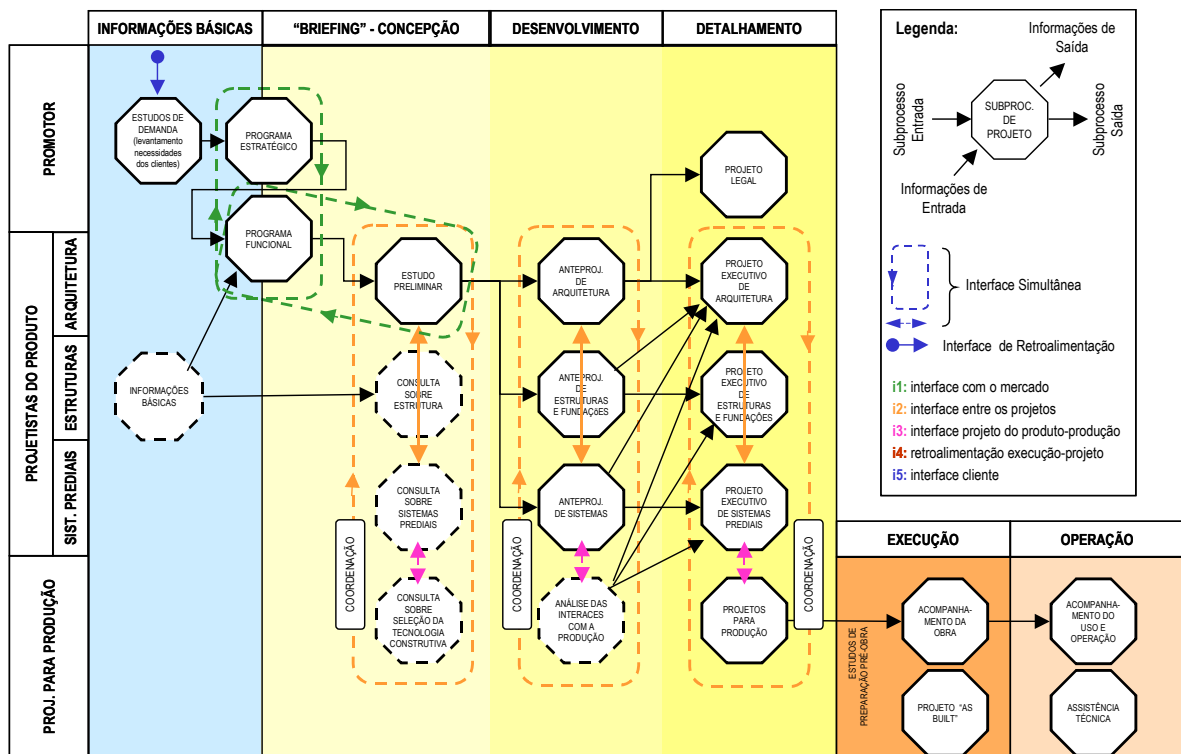 INFORMAÇÕES BÁSICAS
“BRIEFING” - CONCEPÇÃO
DESENVOLVIMENTO
DETALHAMENTO
PROMOTOR
PROJETISTAS DO PRODUTO
ARQUITETURA
ESTRUTURAS
SIST. PREDIAIS
PROJ. PARA PRODUÇÃO
ESTUDOS DE
DEMANDA
(levantamento
necessidades
dos clientes)
PROGRAMA
ESTRATÉGICO
PROGRAMA
FUNCIONAL
INFORMAÇÕES
BÁSICAS
ESTUDO
PRELIMINAR
CONSULTA
SOBRE
ESTRUTURA
CONSULTA
SOBRE
SISTEMAS
PREDIAIS
CONSULTA
SOBRE
SELEÇÃO DA
TECNOLOGIA
CONSTRUTIVA
COORDENAÇÃO
ANTEPROJ.
DE
ARQUITETURA
ANTEPROJ.
DE
ESTRUTURAS
E FUNDAÇõES
ANTEPROJ.
DE SISTEMAS
ANÁLISE DAS
INTERACES
COM A
PRODUÇÃO
COORDENAÇÃO
PROJETO
LEGAL
PROJETO
EXECUTIVO
DE
ARQUITETURA
PROJETO
EXECUTIVO
DE
ESTRUTURAS
E FUNDAÇÕES
PROJETO
EXECUTIVO
DE SISTEMAS
PREDIAIS
PROJETOS
PARA
PRODUÇÃO
COORDENAÇÃO
EXECUÇÃO
OPERAÇÃO
ESTUDOS DE
PREPARAÇÃO PRÉ-OBRA
ACOMPANHA-
MENTO DA
OBRA
PROJETO “AS
BUILT”
ACOMPANHA-
MENTO DO
USO E
OPERAÇÃO
ASSISTÊNCIA
TÉCNICA
Legenda:
Informações de
Saída
SUBPROC.
DE
PROJETO
Subprocesso
Entrada
Subprocesso
Saída
Informações de
Entrada
Interface Simultânea
Interface de Retroalimentação
i1: interface com o mercado
i2: interface entre os projetos
i3: interface projeto do produto-produção
i4: retroalimentação execução-projeto
i5: interface cliente